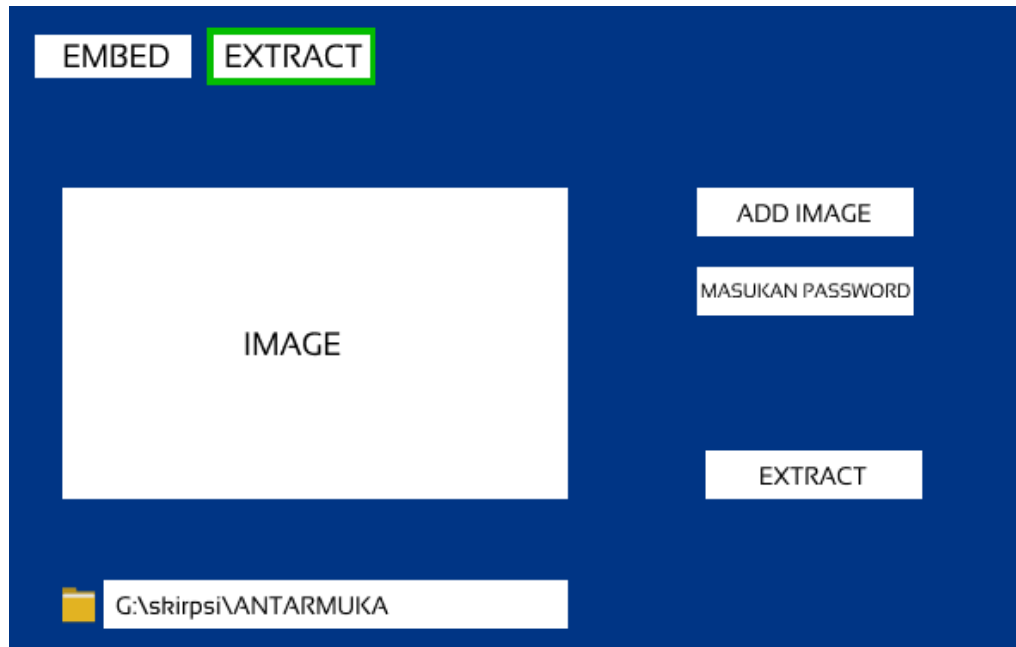 EMBED
EXTRACT
ADD IMAGE
MASUKAN PASSWORD
IMAGE
EXTRACT
G:\skirpsi\ANTARMUKA